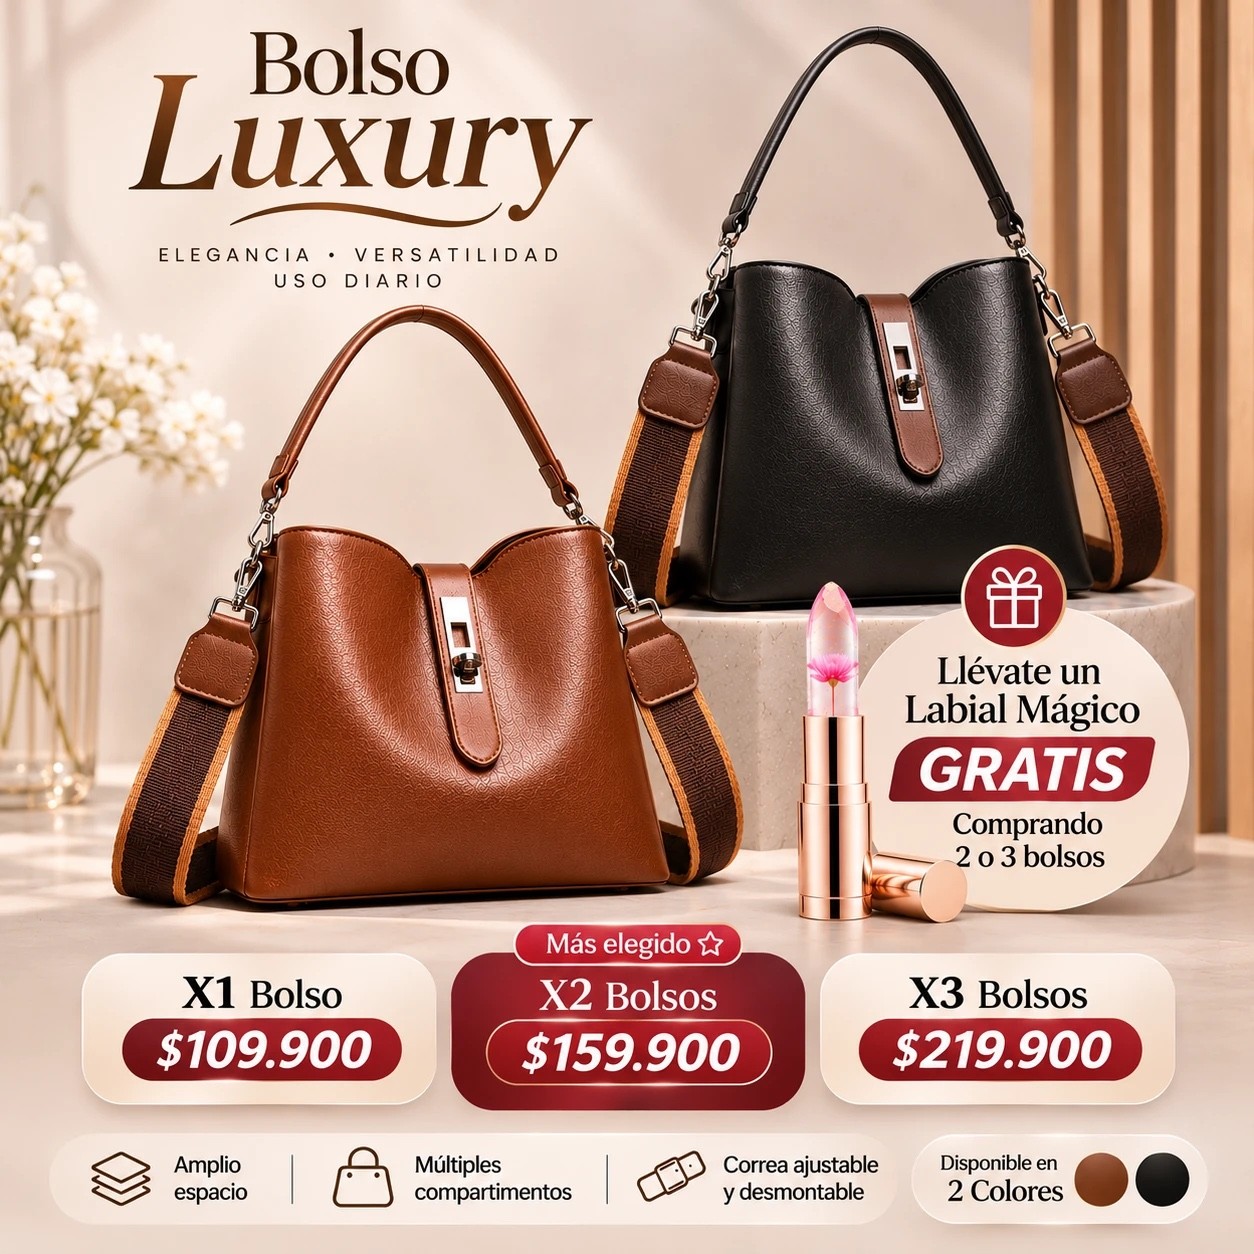 Bolso
Luxury
ELEGANCIA • VERSATILIDAD
USO DIARIO
Llévate un
Labial Mágico
GRATIS
Comprando
2 o 3 bolsos
X1 Bolso
$109.900
Más elegido
X2 Bolsos
$159.900
X3 Bolsos
$219.900
Amplio
espacio
Múltiples
compartimentos
Correa ajustable
y desmontable
Disponible en
2 Colores